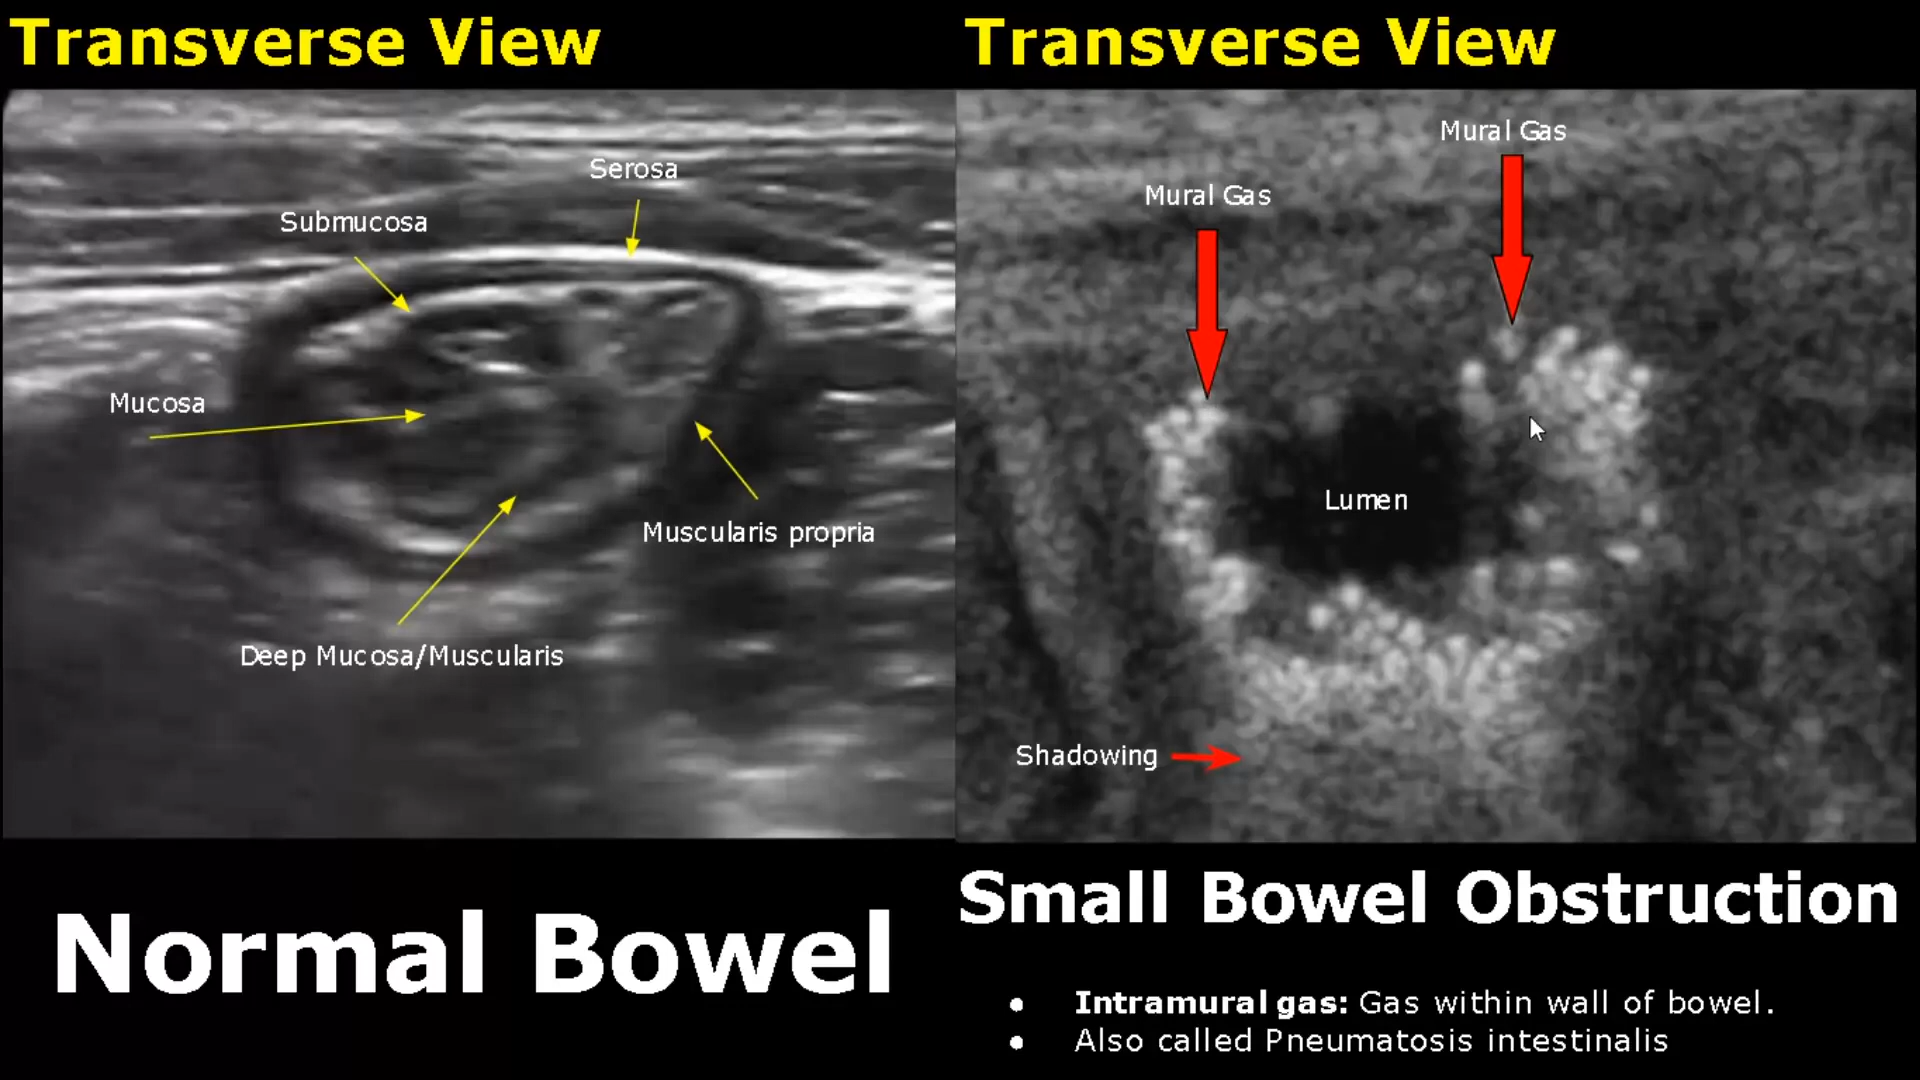 Transverse View
Serosa
Submucosa
Mucosa
Muscularis propria
Deep Mucosa/Muscularis
Normal Bowel
Transverse View
Mural Gas
Mural Gas
Lumen
Shadowing
Small Bowel Obstruction
• Intramural gas: Gas within wall of bowel.
• Also called Pneumatosis intestinalis